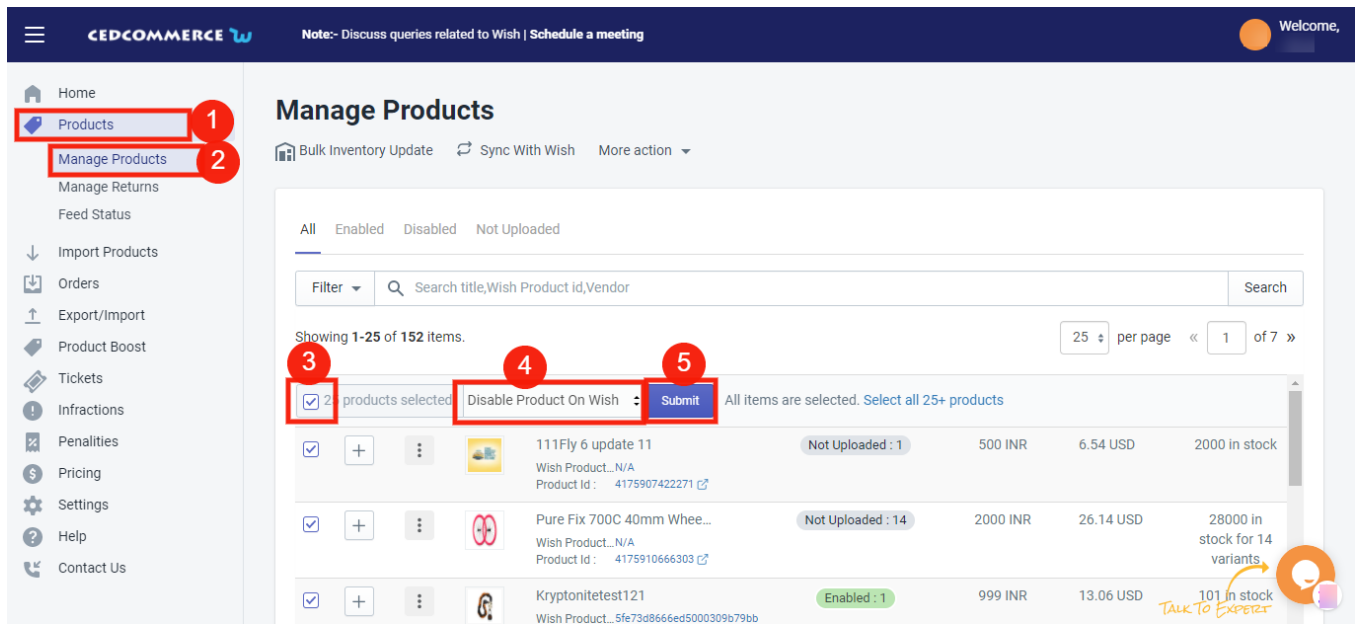 CEDCOMMERCE
Note:- Discuss queries related to Wish | Schedule a meeting
Welcome,
Home
Products
1
Manage Products
2
Manage Returns
Feed Status
Import Products
Orders
Export/Import
Product Boost
Tickets
Infractions
Penalities
Pricing
Settings
Help
Contact Us
Manage Products
Bulk Inventory Update Sync With Wish More action
All Enabled Disabled Not Uploaded
Filter Search title,Wish Product id,Vendor Search
Showing 1-25 of 152 items. 25 per page « 1 of 7 »
3 4 5
25 products selected Disable Product On Wish Submit All items are selected. Select all 25+ products
111Fly 6 update 11 Not Uploaded : 1 500 INR 6.54 USD 2000 in stock
Wish Product...N/A
Product Id : 4175907422271
Pure Fix 700C 40mm Whee... Not Uploaded : 14 2000 INR 26.14 USD 28000 in
stock for 14
variants
Wish Product...N/A
Product Id : 4175910666303
Kryptonitetest121 Enabled : 1 999 INR 13.06 USD 101 in stock
Wish Product...5fe73d8666ed5000309b79bb
TALK TO EXPERT